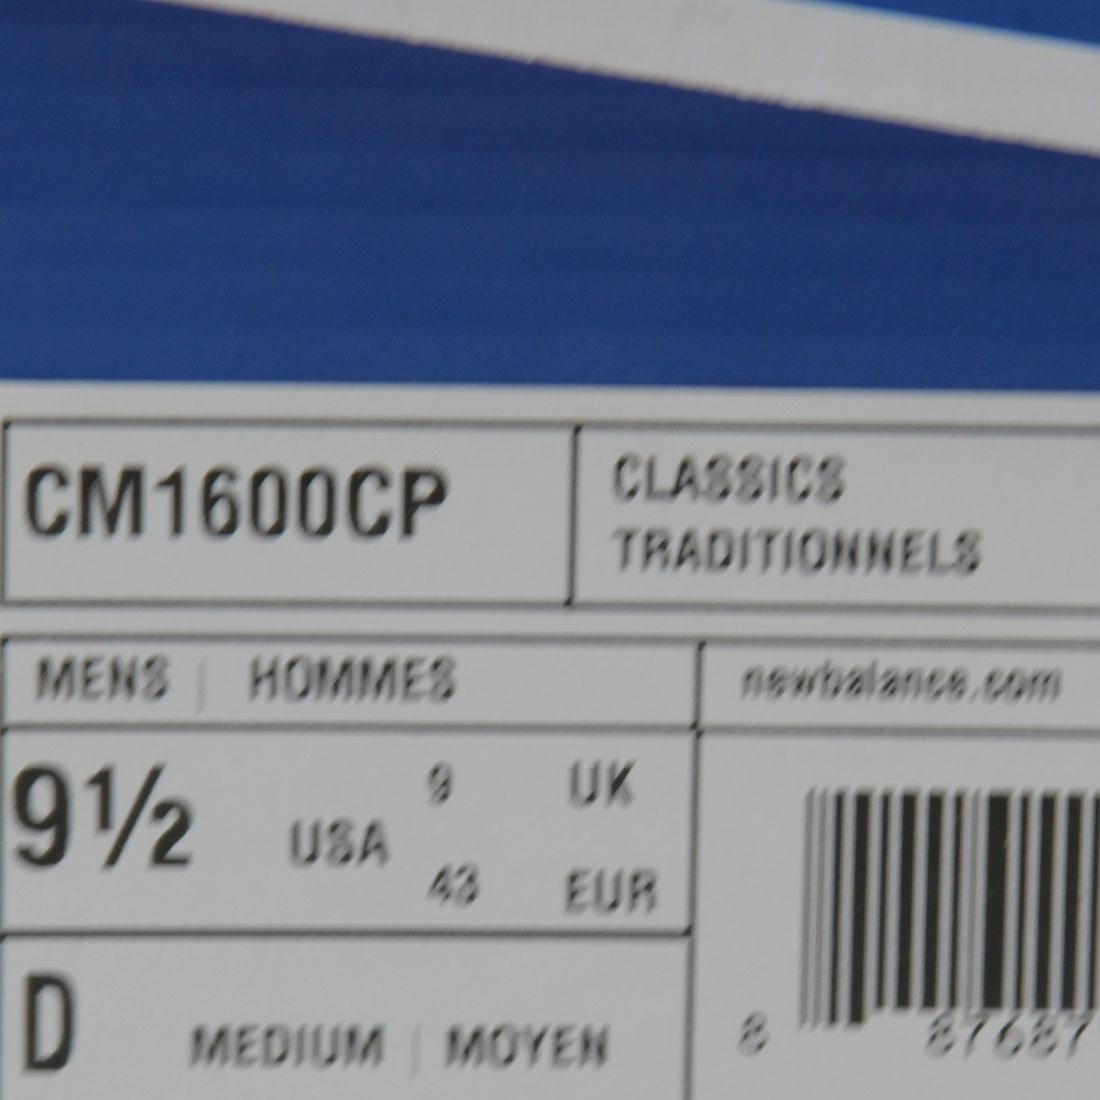 CM1600CP
CLASSICS
TRADITIONNELS
MENS | HOMMES
newbalance.com
9½ USA
9 UK
43 EUR
D MEDIUM | MOYEN
8 87687